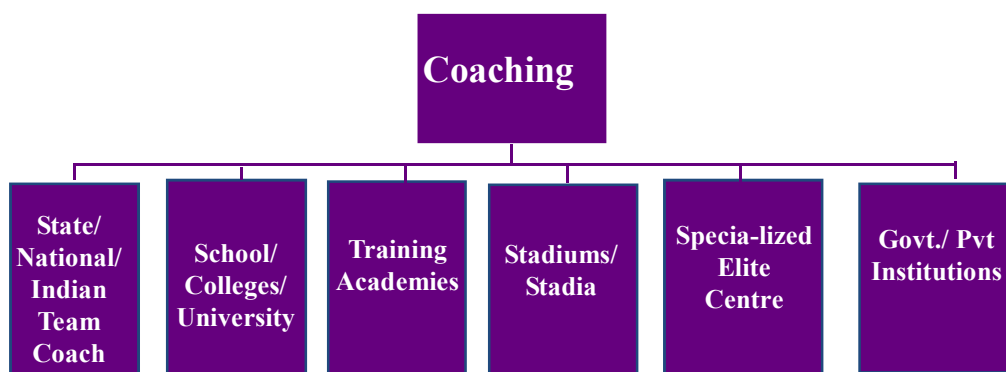 Coaching
State/
National/
Indian
Team
Coach
School/
Colleges/
University
Training
Academies
Stadiums/
Stadia
Specia-lized
Elite
Centre
Govt./ Pvt
Institutions